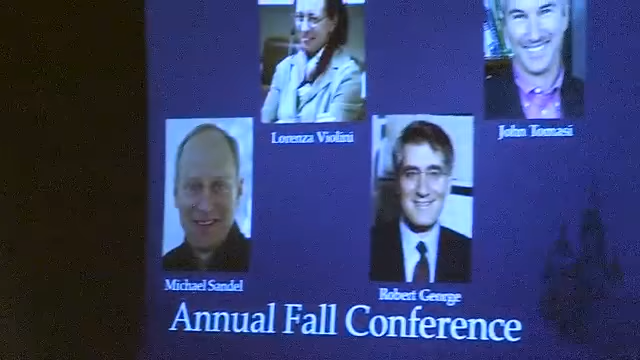 Lorenza Violini
John Tomasi
Michael Sandel
Robert George
Annual Fall Conference